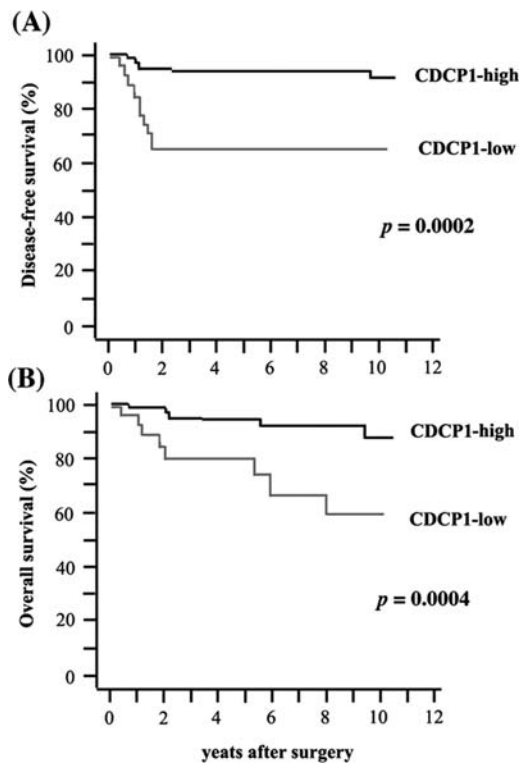 (A)
Disease-free survival (%)
100
80
60
40
20
0
CDCP1-high
CDCP1-low
p = 0.0002
0 2 4 6 8 10 12
(B)
Overall survival (%)
100
80
60
40
20
0
CDCP1-high
CDCP1-low
p = 0.0004
0 2 4 6 8 10 12
yeats after surgery